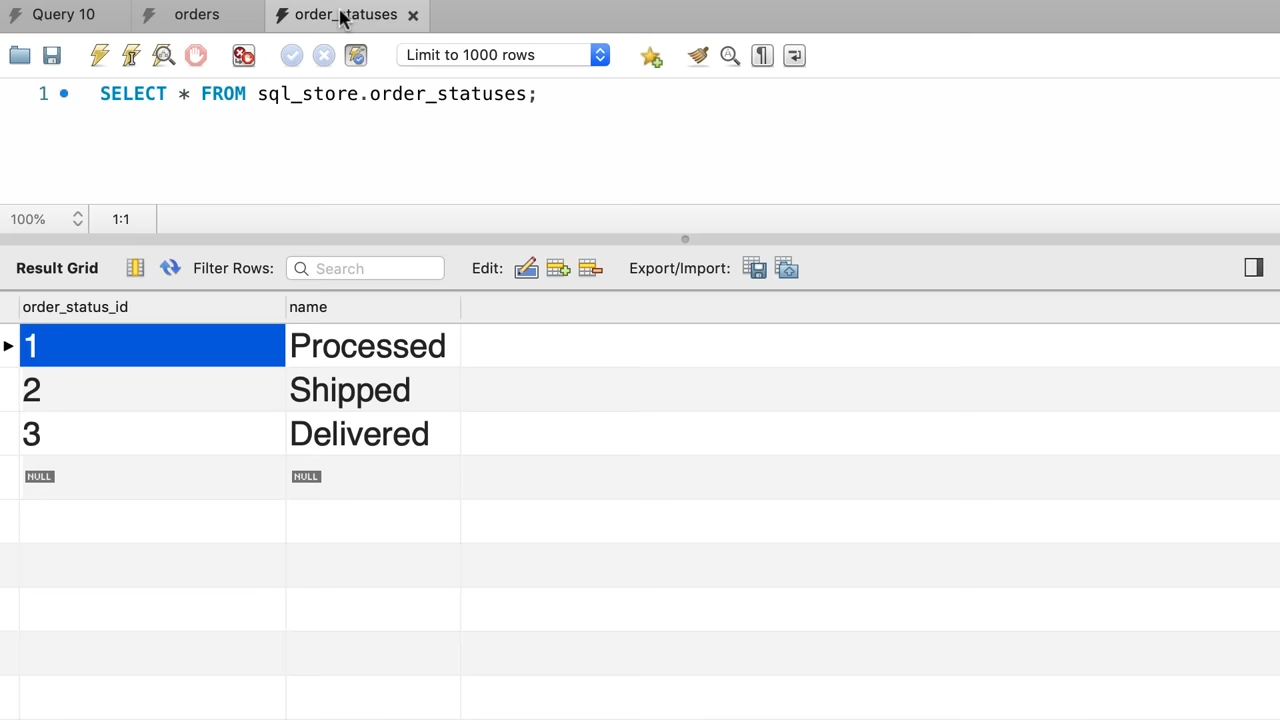 Query 10 orders order_statuses
Limit to 1000 rows
1 SELECT * FROM sql_store.order_statuses;
100% 1:1
Result Grid Filter Rows: Search Edit: Export/Import:
order_status_id name
1 Processed
2 Shipped
3 Delivered
NULL NULL